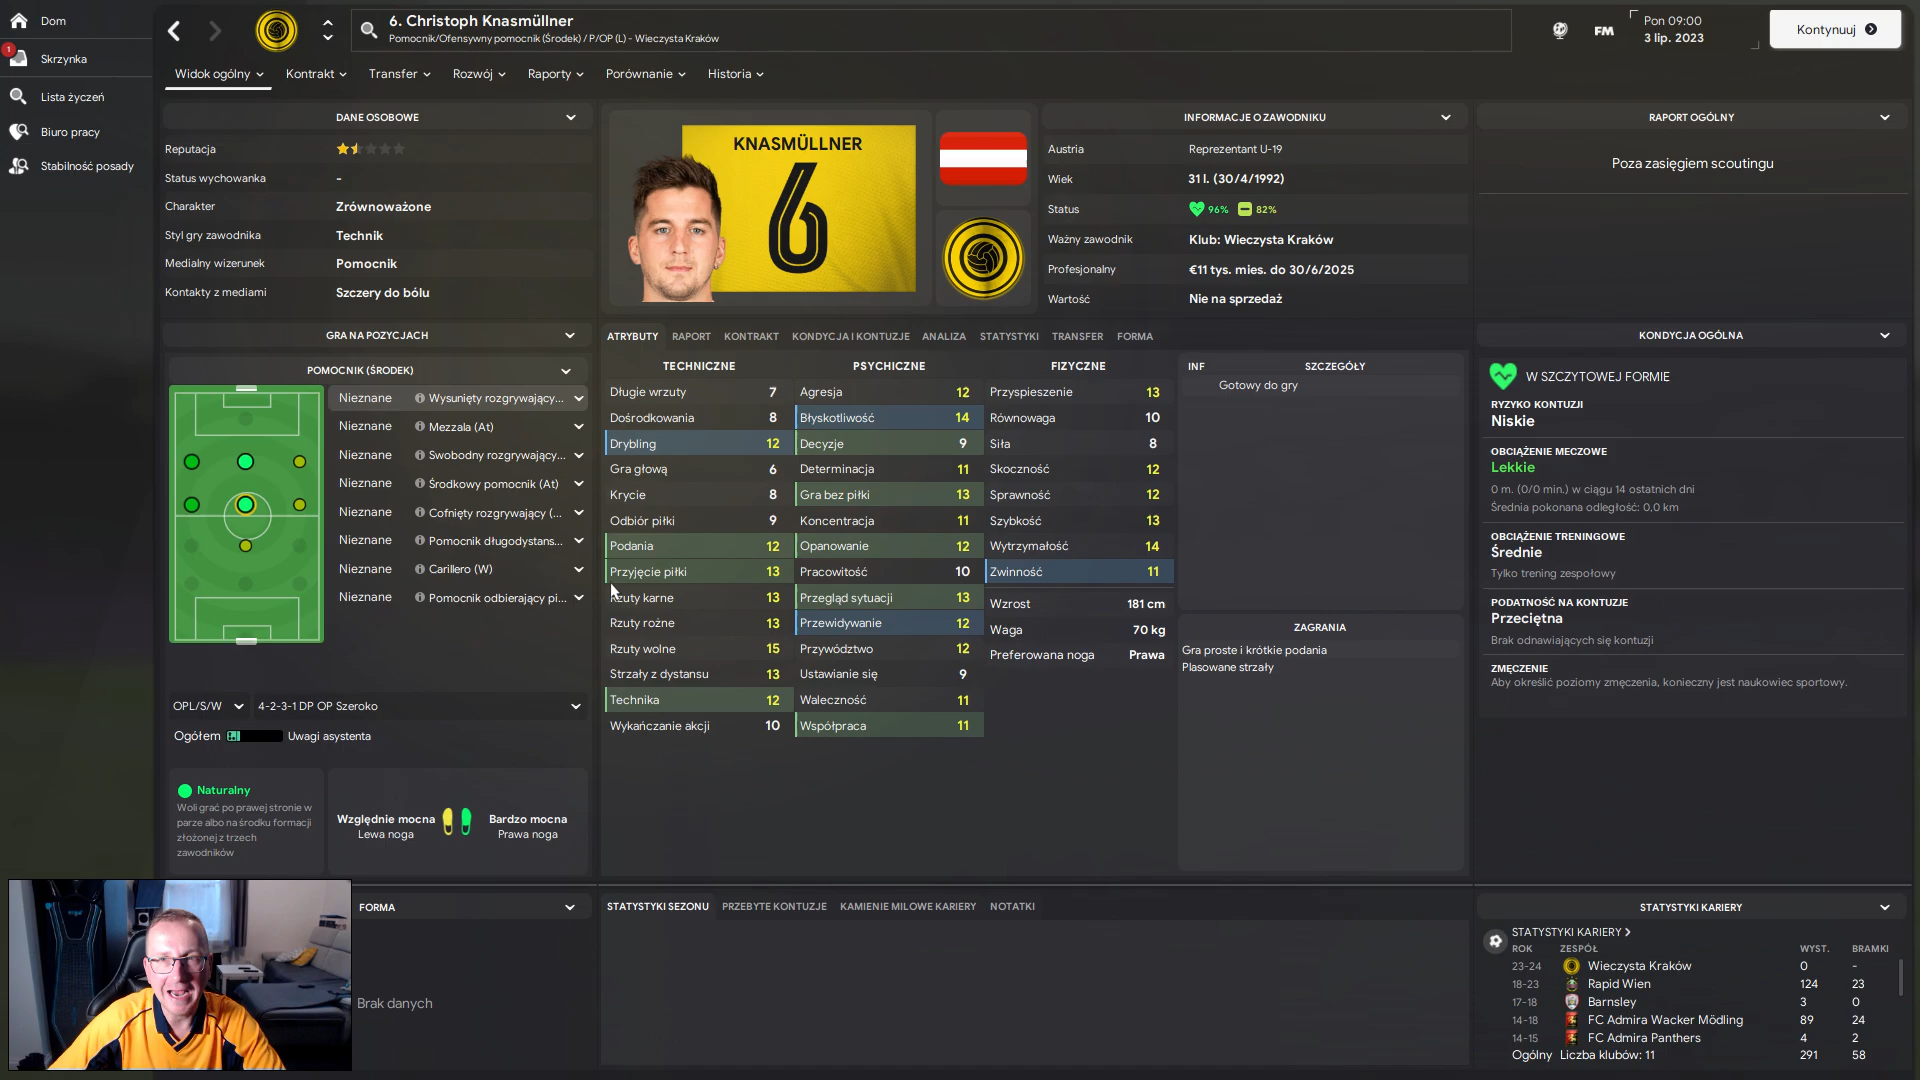 Dom
1
Skrzynka
Lista życzeń
Biuro pracy
Stabilność posady
6. Christoph Knasmüllner
Pomocnik/Ofensywny pomocnik (Środek) / P/OP (L) - Wieczysta Kraków
FM
Pon 09:00
3 lip. 2023
Kontynuuj
Widok ogólny
Kontrakt
Transfer
Rozwój
Raporty
Porównanie
Historia
DANE OSOBOWE
Reputacja
Status wychowanka -
Charakter Zrównoważone
Styl gry zawodnika Technik
Medialny wizerunek Pomocnik
Kontakty z mediami Szczery do bólu
KNASMÜLLNER
6
INFORMACJE O ZAWODNIKU
Austria Reprezentant U-19
Wiek 31 l. (30/4/1992)
Status 96% 82%
Ważny zawodnik Klub: Wieczysta Kraków
Profesjonalny €11 tys. mies. do 30/6/2025
Wartość Nie na sprzedaż
RAPORT OGÓLNY
Poza zasięgiem scoutingu
GRA NA POZYCJACH
POMOCNIK (ŚRODEK)
Nieznane Wysunięty rozgrywający...
Nieznane Mezzala (At)
Nieznane Swobodny rozgrywający...
Nieznane Środkowy pomocnik (At)
Nieznane Cofnięty rozgrywający (...
Nieznane Pomocnik długodystans...
Nieznane Carillero (W)
Nieznane Pomocnik odbierający pi...
OPL/S/W 4-2-3-1 DP OP Szeroko
Ogółem Uwagi asystenta
Naturalny
Woli grać po prawej stronie w
parze albo na środku formacji
złożonej z trzech
zawodników
Względnie mocna
Lewa noga
Bardzo mocna
Prawa noga
ATRYBUTY RAPORT KONTRAKT KONDYCJA I KONTUZJE ANALIZA STATYSTYKI TRANSFER FORMA
TECHNICZNE
Długie wrzuty 7
Dośrodkowania 8
Drybling 12
Gra głową 6
Krycie 8
Odbiór piłki 9
Podania 12
Przyjęcie piłki 13
Rzuty karne 13
Rzuty rożne 13
Rzuty wolne 15
Strzały z dystansu 13
Technika 12
Wykańczanie akcji 10
PSYCHICZNE
Agresja 12
Błyskotliwość 14
Decyzje 9
Determinacja 11
Gra bez piłki 13
Koncentracja 11
Opanowanie 12
Pracowitość 10
Przegląd sytuacji 13
Przewidywanie 12
Przywództwo 12
Ustawianie się 9
Waleczność 11
Współpraca 11
FIZYCZNE
Przyspieszenie 13
Równowaga 10
Siła 8
Skoczność 12
Sprawność 12
Szybkość 13
Wytrzymałość 14
Zwinność 11
Wzrost 181 cm
Waga 70 kg
Preferowana noga Prawa
INF SZCZEGÓŁY
Gotowy do gry
ZAGRANIA
Gra proste i krótkie podania
Plasowane strzały
KONDYCJA OGÓLNA
W SZCZYTOWEJ FORMIE
RYZYKO KONTUZJI
Niskie
OBCIĄŻENIE MECZOWE
Lekkie
0 m. (0/0 min.) w ciągu 14 ostatnich dni
Średnia pokonana odległość: 0,0 km
OBCIĄŻENIE TRENINGOWE
Średnie
Tylko trening zespołowy
PODATNOŚĆ NA KONTUZJE
Przeciętna
Brak odnawiających się kontuzji
ZMĘCZENIE
Aby określić poziomy zmęczenia, konieczny jest naukowiec sportowy.
FORMA
Brak danych
STATYSTYKI SEZONU PRZEBYTE KONTUZJE KAMIENIE MILOWE KARIERY NOTATKI
STATYSTYKI KARIERY
STATYSTYKI KARIERY
ROK ZESPÓŁ WYST. BRAMKI
23-24 Wieczysta Kraków 0 -
18-23 Rapid Wien 124 23
17-18 Barnsley 3 0
14-18 FC Admira Wacker Mödling 89 24
14-15 FC Admira Panthers 4 2
Ogólny Liczba klubów: 11 291 58